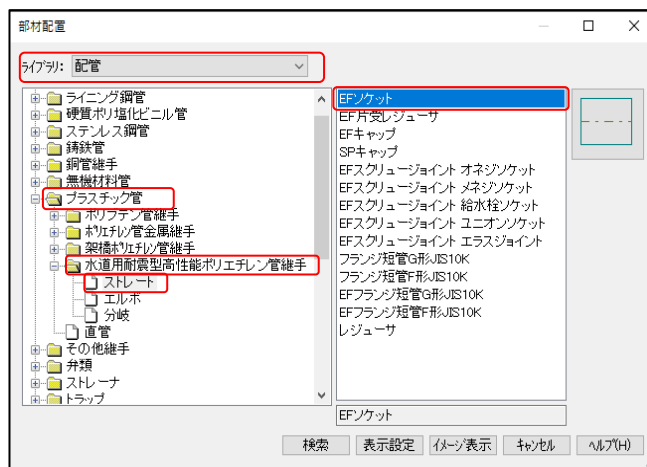 部材配置
ライブラリ: 配管
ライニング鋼管
硬質ポリ塩化ビニル管
ステンレス鋼管
鋳鉄管
銅管継手
無機材料管
プラスチック管
ポリブテン管継手
ポリエチレン管金属継手
架橋ポリエチレン管継手
水道用耐震型高性能ポリエチレン管継手
ストレート
エルボ
分岐
直管
その他継手
弁類
ストレーナ
トラップ
EFソケット
EF片受レジューサ
EFキャップ
SPキャップ
EFスクリュージョイント オネジソケット
EFスクリュージョイント メネジソケット
EFスクリュージョイント 給水栓ソケット
EFスクリュージョイント ユニオンソケット
EFスクリュージョイント エラスジョイント
フランジ短管G形JIS10K
フランジ短管F形JIS10K
EFフランジ短管G形JIS10K
EFフランジ短管F形JIS10K
レジューサ
EFソケット
検索 表示設定 イメージ表示 キャンセル ヘルプ(H)